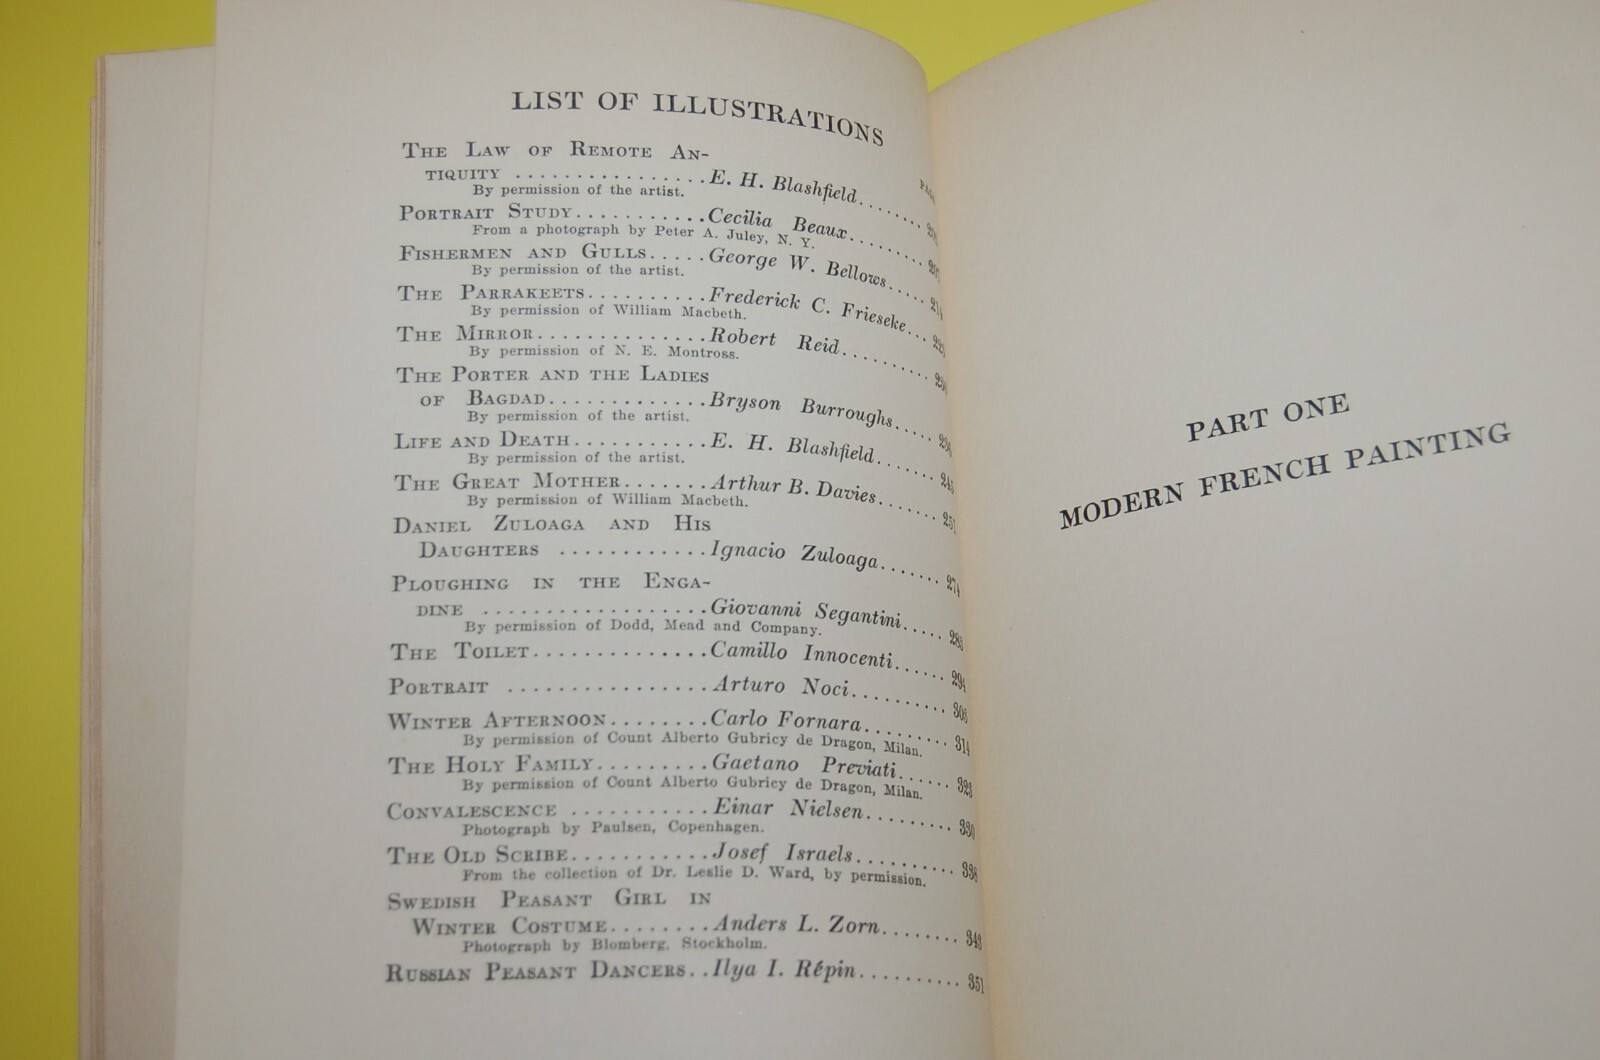 LIST OF ILLUSTRATIONS
THE LAW OF REMOTE AN-
TIQUITY ................E. H. Blashfield........
By permission of the artist.
PORTRAIT STUDY...........Cecilia Beaux........
From a photograph by Peter A. Juley, N. Y.
FISHERMEN AND GULLS.....George W. Bellows.....
By permission of the artist.
THE PARRAKEETS..........Frederick C. Frieseke...
By permission of William Macbeth.
THE MIRROR..............Robert Reid.........
By permission of N. E. Montross.
THE PORTER AND THE LADIES
OF BAGDAD.............Bryson Burroughs.....
By permission of the artist.
LIFE AND DEATH...........E. H. Blashfield.......
By permission of the artist.
THE GREAT MOTHER.......Arthur B. Davies....... 251
By permission of William Macbeth.
DANIEL ZULOAGA AND HIS
DAUGHTERS ............Ignacio Zuloaga....... 274
PLOUGHING IN THE ENGA-
DINE ..................Giovanni Segantini.....
By permission of Dodd, Mead and Company.
THE TOILET..............Camillo Innocenti...... 294
PORTRAIT ................Arturo Noci..........
WINTER AFTERNOON........Carlo Fornara......... 314
By permission of Count Alberto Gubricy de Dragon, Milan.
THE HOLY FAMILY.........Gaetano Previati...... 323
By permission of Count Alberto Gubricy de Dragon, Milan.
CONVALESCENCE ...........Einar Nielsen......... 330
Photograph by Paulsen, Copenhagen.
THE OLD SCRIBE...........Josef Israels.......... 338
From the collection of Dr. Leslie D. Ward, by permission.
SWEDISH PEASANT GIRL IN
WINTER COSTUME........Anders L. Zorn........ 343
Photograph by Blomberg, Stockholm.
RUSSIAN PEASANT DANCERS..Ilya I. Répin.......... 351
PART ONE
MODERN FRENCH PAINTING